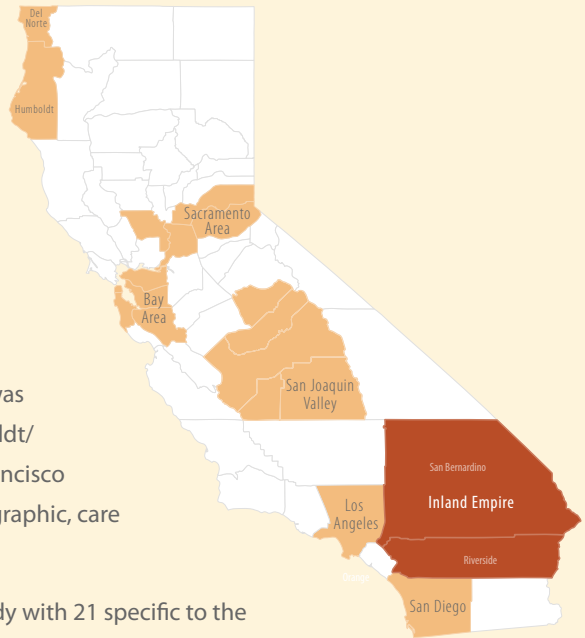 Del
Norte
Humboldt
Sacramento
Area
Bay
Area
San Joaquin
Valley
San Bernardino
Inland Empire
Riverside
Los
Angeles
Orange
San Diego
vas
ldt/
ncisco
graphic, care
dy with 21 specific to the